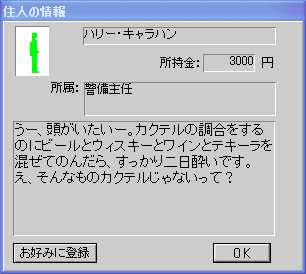 住人の情報
ハリー・キャラハン
所持金: 3000 円
所属: 警備主任
うー、頭がいたいー。カクテルの調合をする
のにビールとウィスキーとワインとテキーラを
混ぜてのんだら、すっかり二日酔いです。
え、そんなものカクテルじゃないって？
お好みに登録 OK